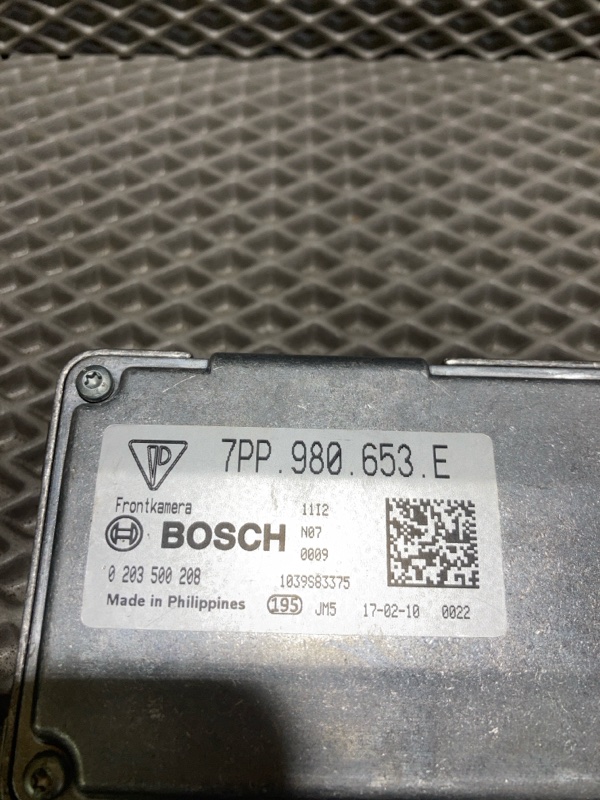 7PP.980.653.E
Frontkamera
11I2
BOSCH
N07
0009
0 203 500 208
1039S83375
Made in Philippines 195 JM5 17-02-10 0022